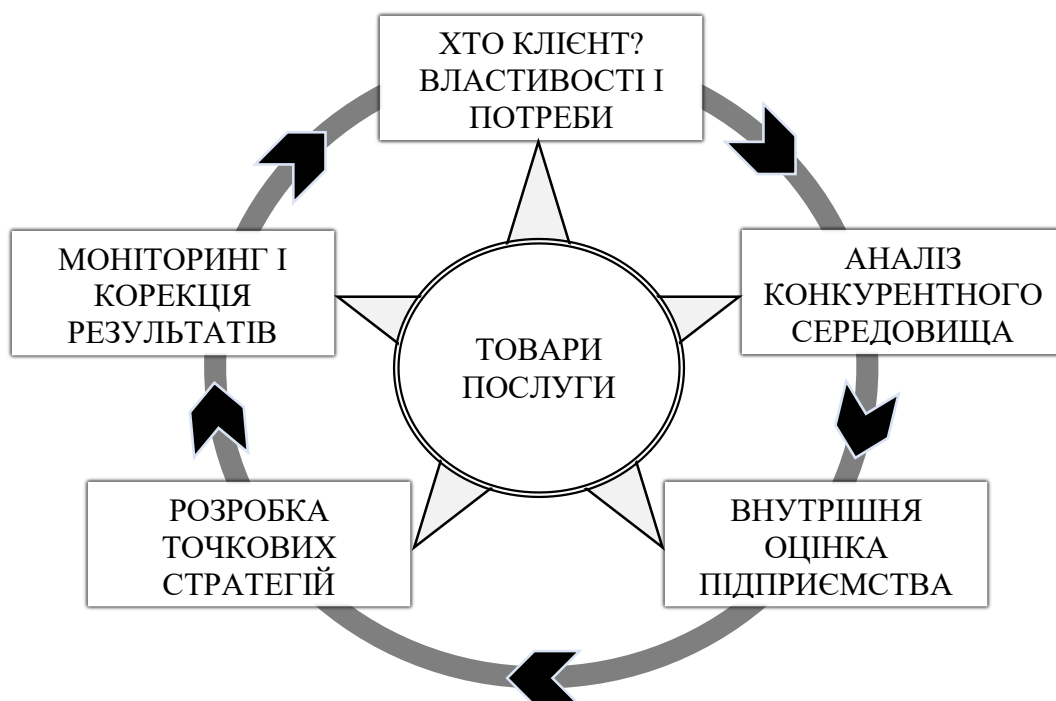 ХТО КЛІЄНТ?
ВЛАСТИВОСТІ І
ПОТРЕБИ
АНАЛІЗ
КОНКУРЕНТНОГО
СЕРЕДОВИЩА
ВНУТРІШНЯ
ОЦІНКА
ПІДПРИЄМСТВА
РОЗРОБКА
ТОЧКОВИХ
СТРАТЕГІЙ
МОНІТОРИНГ І
КОРЕКЦІЯ
РЕЗУЛЬТАТІВ
ТОВАРИ
ПОСЛУГИ